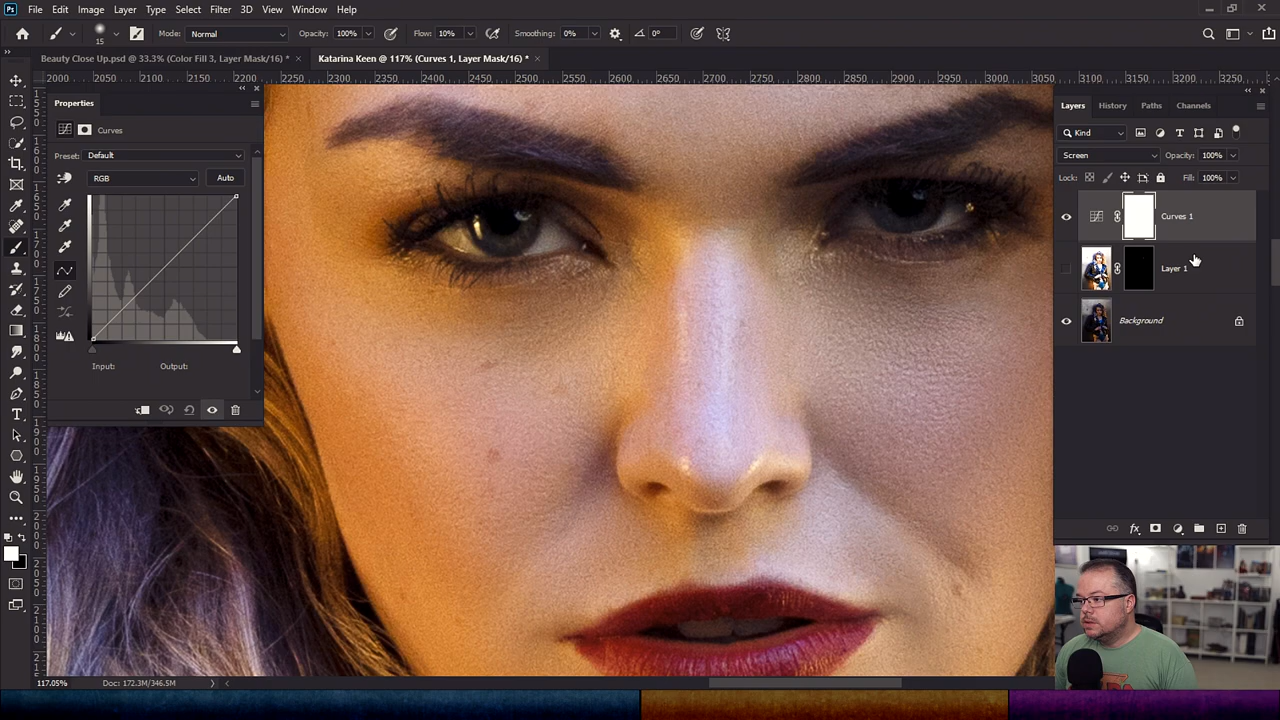 Ps File Edit Image Layer Type Select Filter 3D View Window Help
15 Mode: Normal Opacity: 100% Flow: 10% Smoothing: 0% 0°
Beauty Close Up.psd @ 33.3% (Color Fill 3, Layer Mask/16) * × Katarina Keen @ 117% (Curves 1, Layer Mask/16) * ×
2000 2050 2100 2150 2200 2250 2300 2350 2400 2450 2500 2550 2600 2650 2700 2750 2800 2850 2900 2950 3000 3050 3100 3150 3200 3250
Properties
Curves
Preset: Default
RGB Auto
Input: Output:
Layers History Paths Channels
Kind
Screen Opacity: 100%
Lock: Fill: 100%
Curves 1
Layer 1
Background
fx
117.05% Doc: 172.3M/346.5M